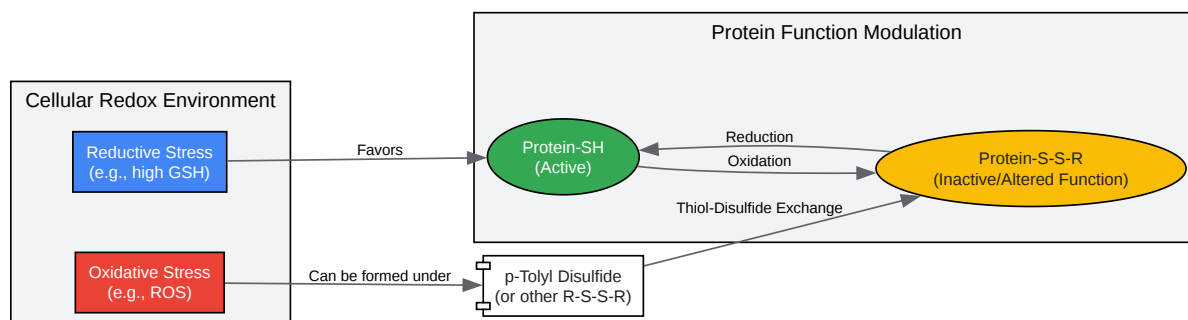 Protein Function Modulation
Cellular Redox Environment
Reductive Stress
(e.g., high GSH)
Favors
Protein-SH
(Active)
Reduction
Oxidation
Protein-S-S-R
(Inactive/Altered Function)
Thiol-Disulfide Exchange
Oxidative Stress
(e.g., ROS)
Can be formed under
p-Tolyl Disulfide
(or other R-S-S-R)